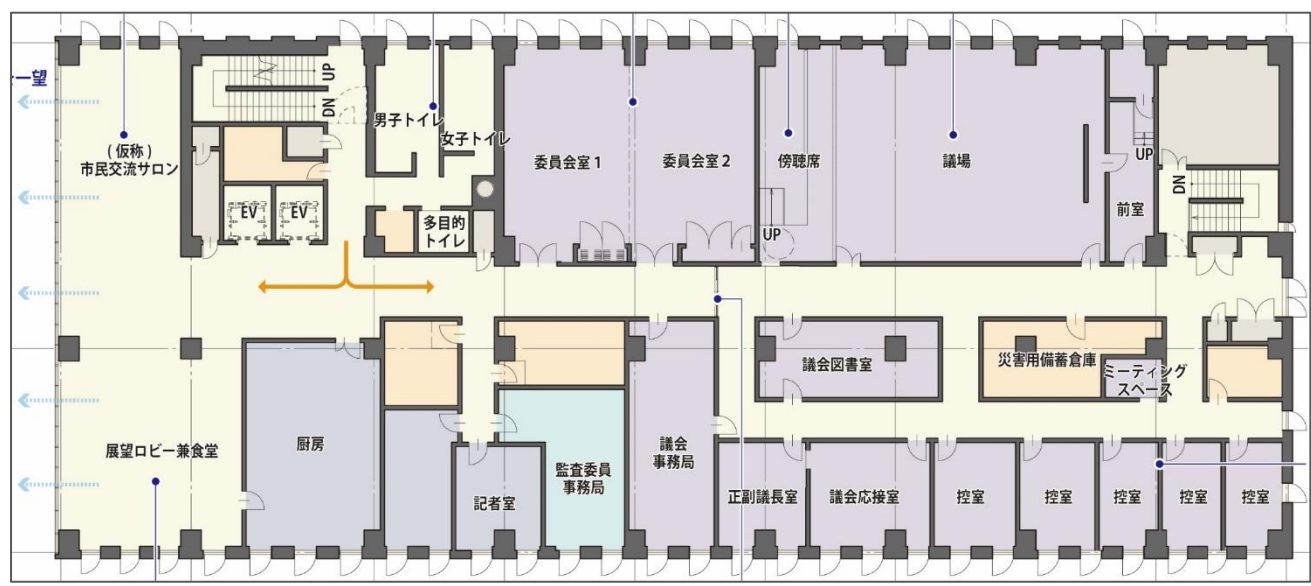 一望
(仮称)
市民交流サロン
UP
DN
男子トイレ
女子トイレ
EV
EV
多目的
トイレ
委員会室1
委員会室2
傍聴席
UP
議場
UP
前室
DN
展望ロビー兼食堂
厨房
記者室
監査委員
事務局
議会
事務局
議会図書室
災害用備蓄倉庫
ミーティング
スペース
正副議長室
議会応接室
控室
控室
控室
控室
控室